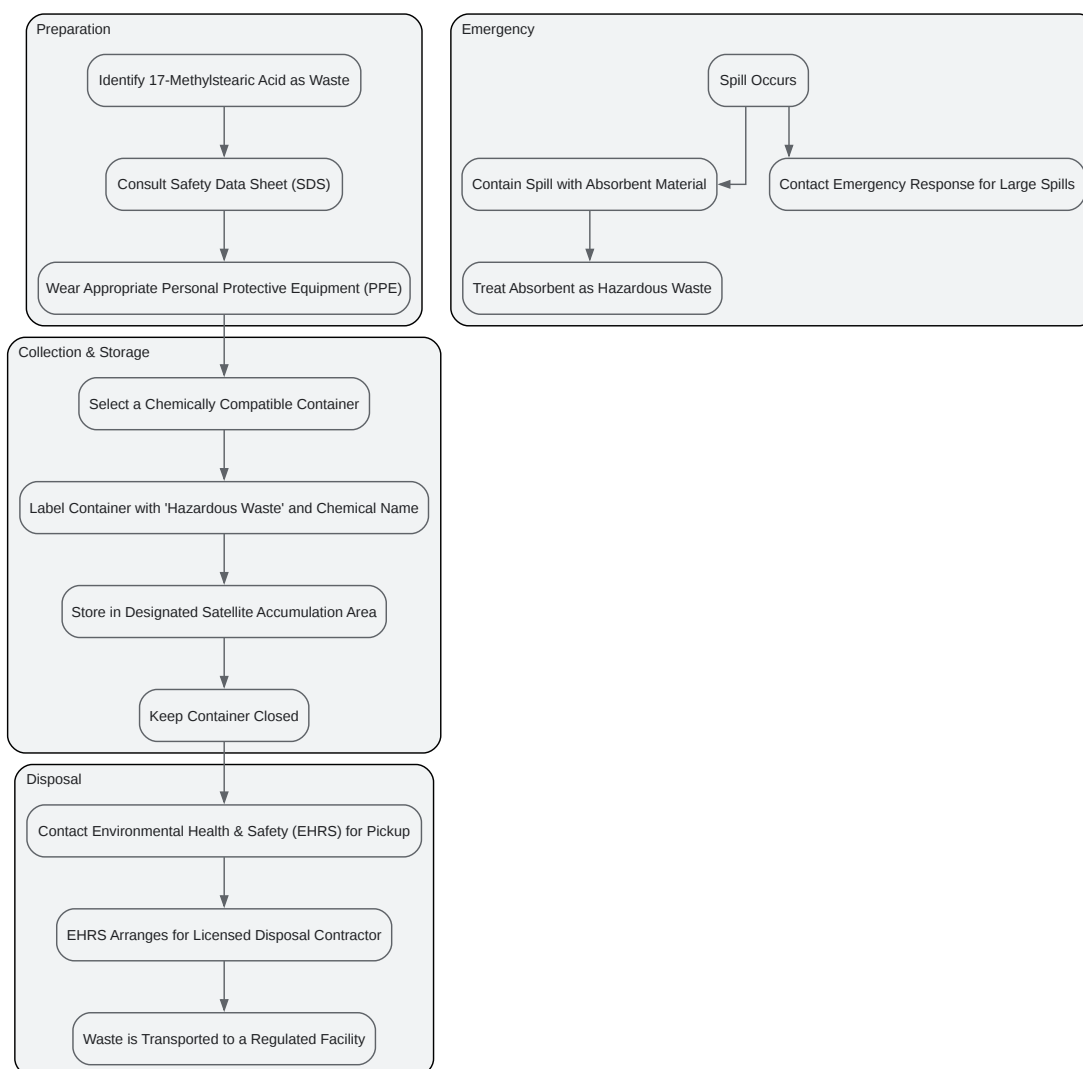 Preparation
Identify 17-Methylstearic Acid as Waste
Consult Safety Data Sheet (SDS)
Wear Appropriate Personal Protective Equipment (PPE)
Collection & Storage
Select a Chemically Compatible Container
Label Container with 'Hazardous Waste' and Chemical Name
Store in Designated Satellite Accumulation Area
Keep Container Closed
Disposal
Contact Environmental Health & Safety (EHRS) for Pickup
EHRS Arranges for Licensed Disposal Contractor
Waste is Transported to a Regulated Facility
Emergency
Spill Occurs
Contain Spill with Absorbent Material
Contact Emergency Response for Large Spills
Treat Absorbent as Hazardous Waste